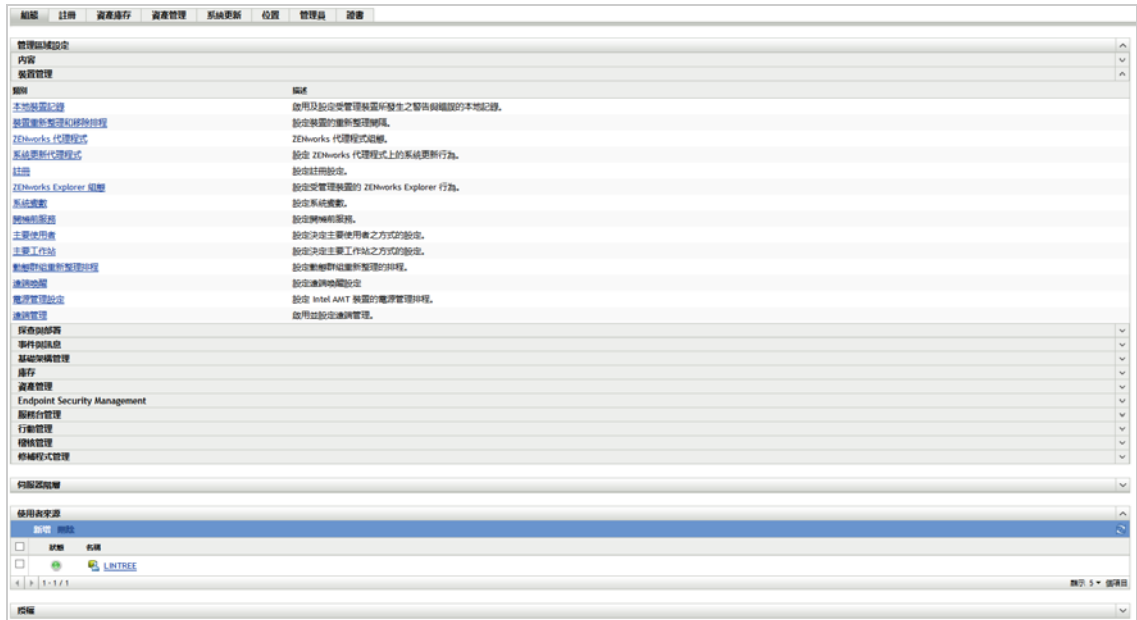 組態 註冊 資產庫存 資產管理 系統更新 位置 管理員 證書
管理區域設定
內容
裝置管理
類別 描述
本地裝置記錄 啟用及設定受管理裝置所發生之警告與錯誤的本地記錄。
裝置重新整理和移除排程 設定裝置的重新整理間隔。
ZENworks 代理程式 ZENworks 代理程式組態。
系統更新代理程式 設定 ZENworks 代理程式上的系統更新行為。
註冊 設定註冊設定。
ZENworks Explorer 組態 設定受管理裝置的 ZENworks Explorer 行為。
系統變數 設定系統變數。
開機前服務 設定開機前服務。
主要使用者 設定決定主要使用者之方式的設定。
主要工作站 設定決定主要工作站之方式的設定。
動態群組重新整理排程 設定動態群組重新整理的排程。
遠端喚醒 設定遠端喚醒設定
電源管理設定 設定 Intel AMT 裝置的電源管理排程。
遠端管理 啟用並設定遠端管理。
探查與部署
事件與訊息
基礎架構管理
庫存
資產管理
Endpoint Security Management
服務台管理
行動管理
稽核管理
修補程式管理
伺服器階層
使用者來源
新增 刪除
狀態 名稱
LINTREE
1 - 1 / 1 顯示 5 個項目
授權